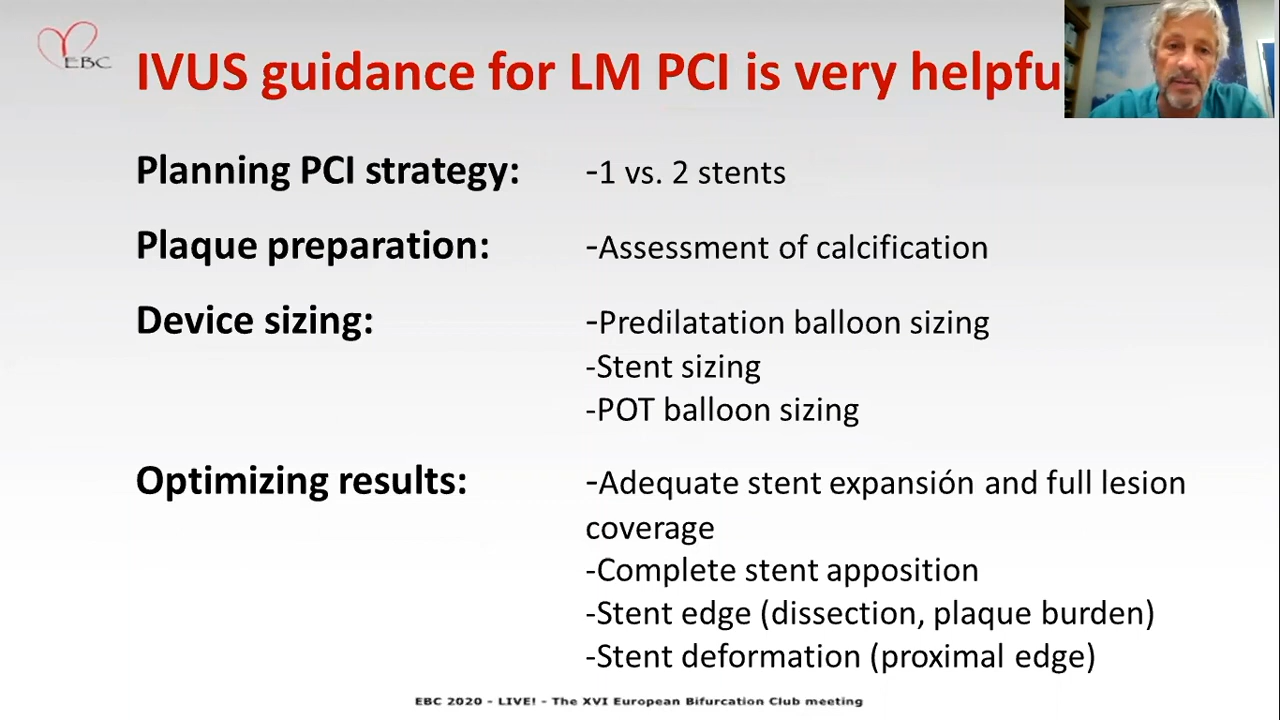 EBC
IVUS guidance for LM PCI is very helpfu
Planning PCI strategy: -1 vs. 2 stents
Plaque preparation: -Assessment of calcification
Device sizing: -Predilatation balloon sizing
-Stent sizing
-POT balloon sizing
Optimizing results: -Adequate stent expansión and full lesion
coverage
-Complete stent apposition
-Stent edge (dissection, plaque burden)
-Stent deformation (proximal edge)
EBC 2020 - LIVE! - The XVI European Bifurcation Club meeting